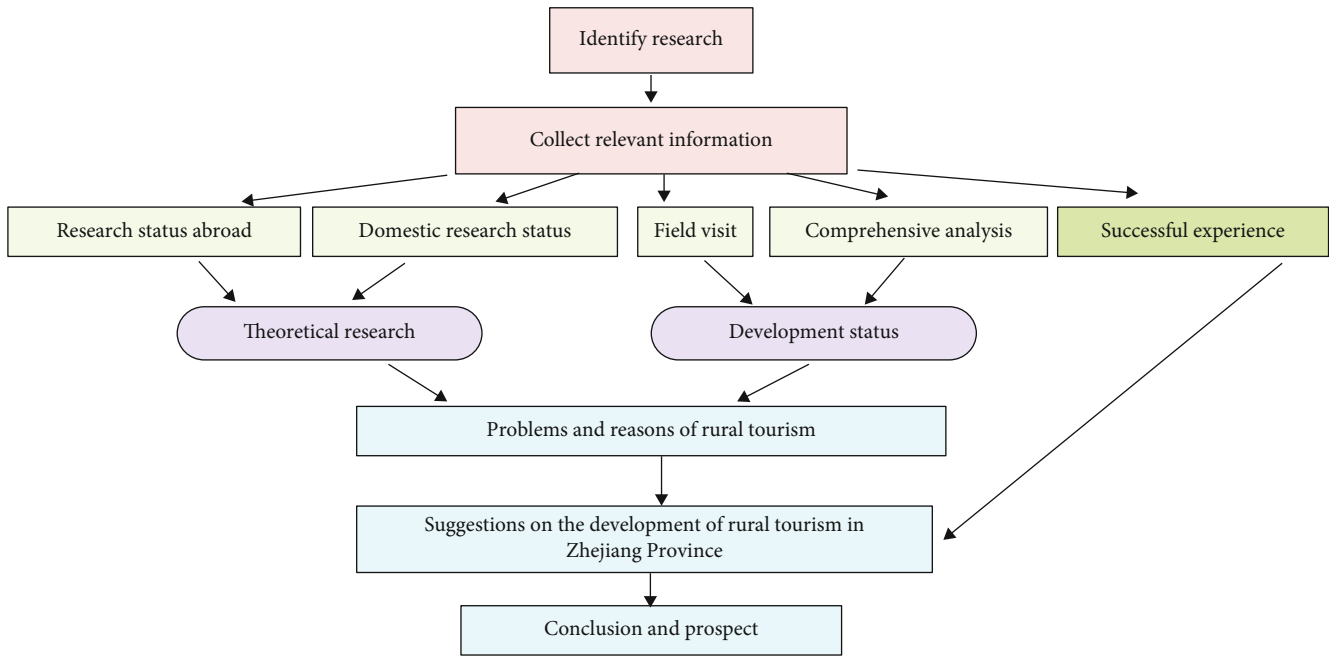 Identify research
Collect relevant information
Research status abroad
Domestic research status
Field visit
Comprehensive analysis
Successful experience
Theoretical research
Development status
Problems and reasons of rural tourism
Suggestions on the development of rural tourism in
Zhejiang Province
Conclusion and prospect